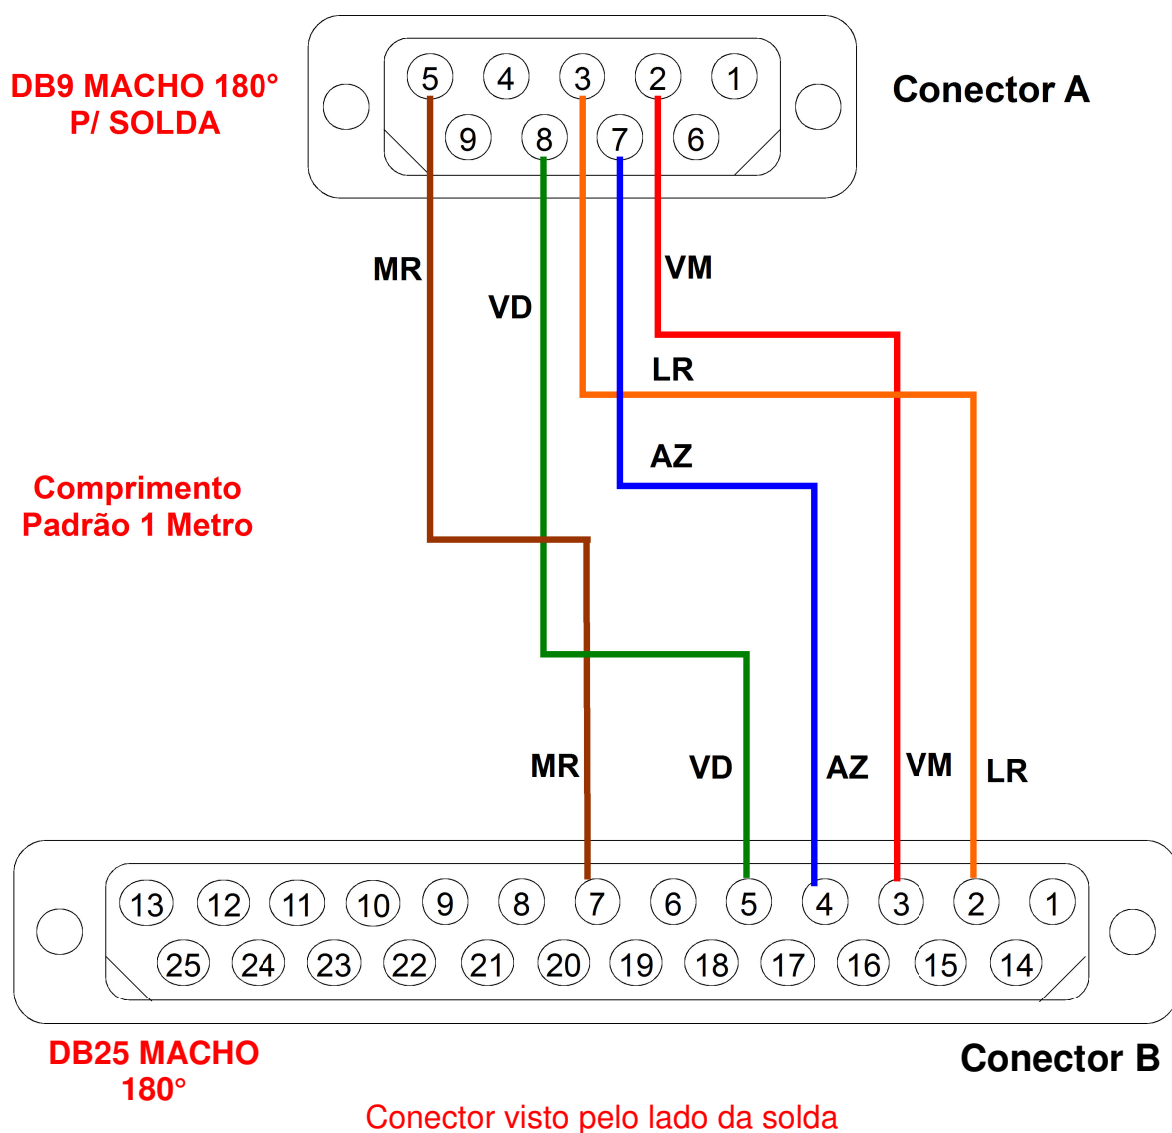 5 4 3 2 1
DB9 MACHO 180°
P/ SOLDA
Conector A
9 8 7 6
MR
VM
VD
LR
AZ
Comprimento
Padrão 1 Metro
MR
VD
AZ
VM
LR
13 12 11 10 9 8 7 6 5 4 3 2 1
25 24 23 22 21 20 19 18 17 16 15 14
DB25 MACHO
180°
Conector B
Conector visto pelo lado da solda